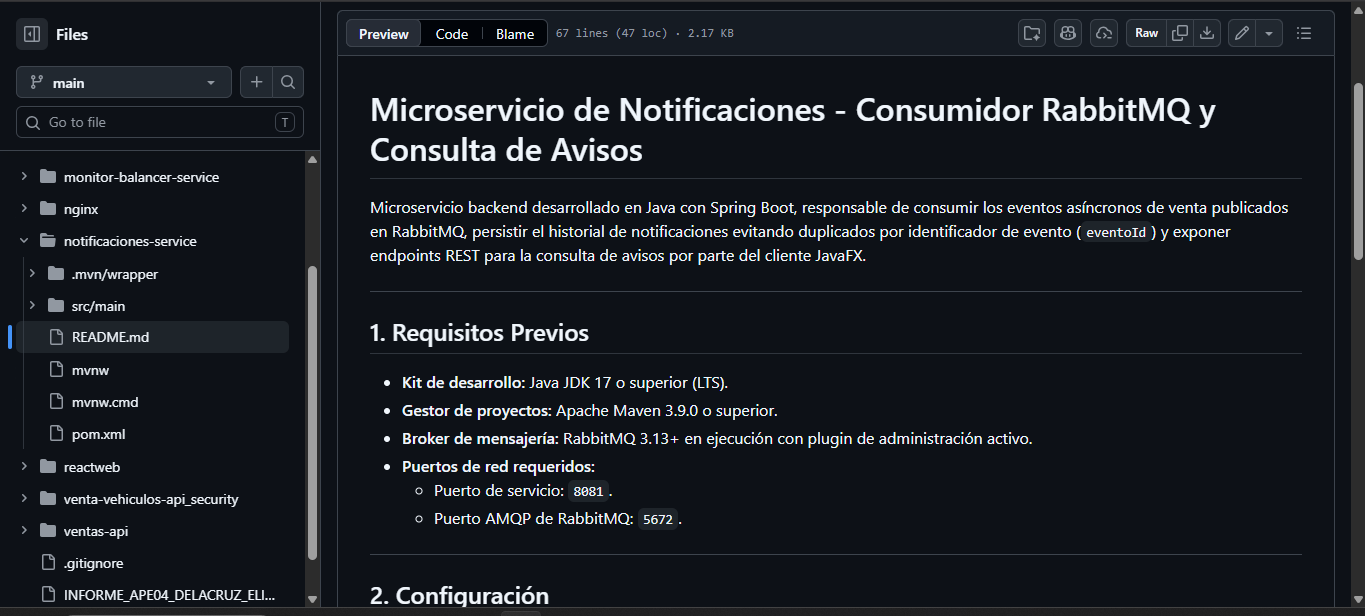 Files
main
Go to file
T
monitor-balancer-service
nginx
notificaciones-service
.mvn/wrapper
src/main
README.md
mvnw
mvnw.cmd
pom.xml
reactweb
venta-vehiculos-api_security
ventas-api
.gitignore
INFORME_APE04_DELACRUZ_ELI...
Preview
Code
Blame
67 lines (47 loc) · 2.17 KB
Raw
Microservicio de Notificaciones - Consumidor RabbitMQ y
Consulta de Avisos
Microservicio backend desarrollado en Java con Spring Boot, responsable de consumir los eventos asíncronos de venta publicados
en RabbitMQ, persistir el historial de notificaciones evitando duplicados por identificador de evento ( eventoId ) y exponer
endpoints REST para la consulta de avisos por parte del cliente JavaFX.
1. Requisitos Previos
• Kit de desarrollo: Java JDK 17 o superior (LTS).
• Gestor de proyectos: Apache Maven 3.9.0 o superior.
• Broker de mensajería: RabbitMQ 3.13+ en ejecución con plugin de administración activo.
• Puertos de red requeridos:
○ Puerto de servicio: 8081 .
○ Puerto AMQP de RabbitMQ: 5672 .
2. Configuración